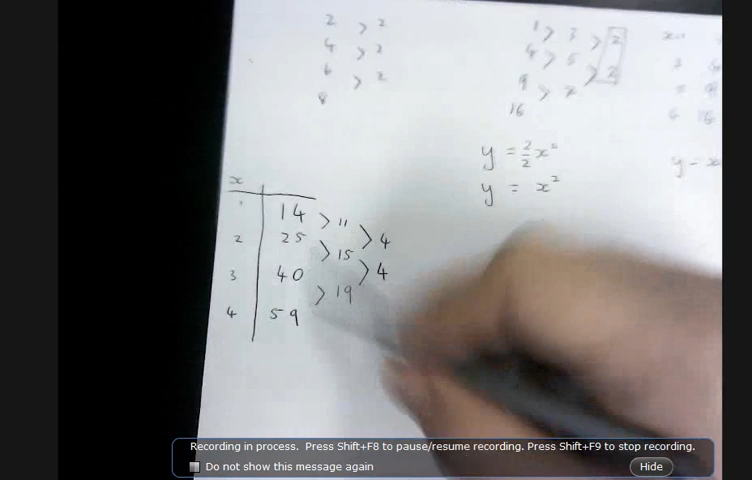 2 > 2
4 > 2
6 > 2
8
1 > 3 > 2
4 > 5 > 2
9 > 7
16
y = 2/2 x²
y = x²
y = x
x
1 14 > 11 > 4
2 25 > 15 > 4
3 40 > 19
4 59
Recording in process. Press Shift+F8 to pause/resume recording. Press Shift+F9 to stop recording.
Do not show this message again
Hide